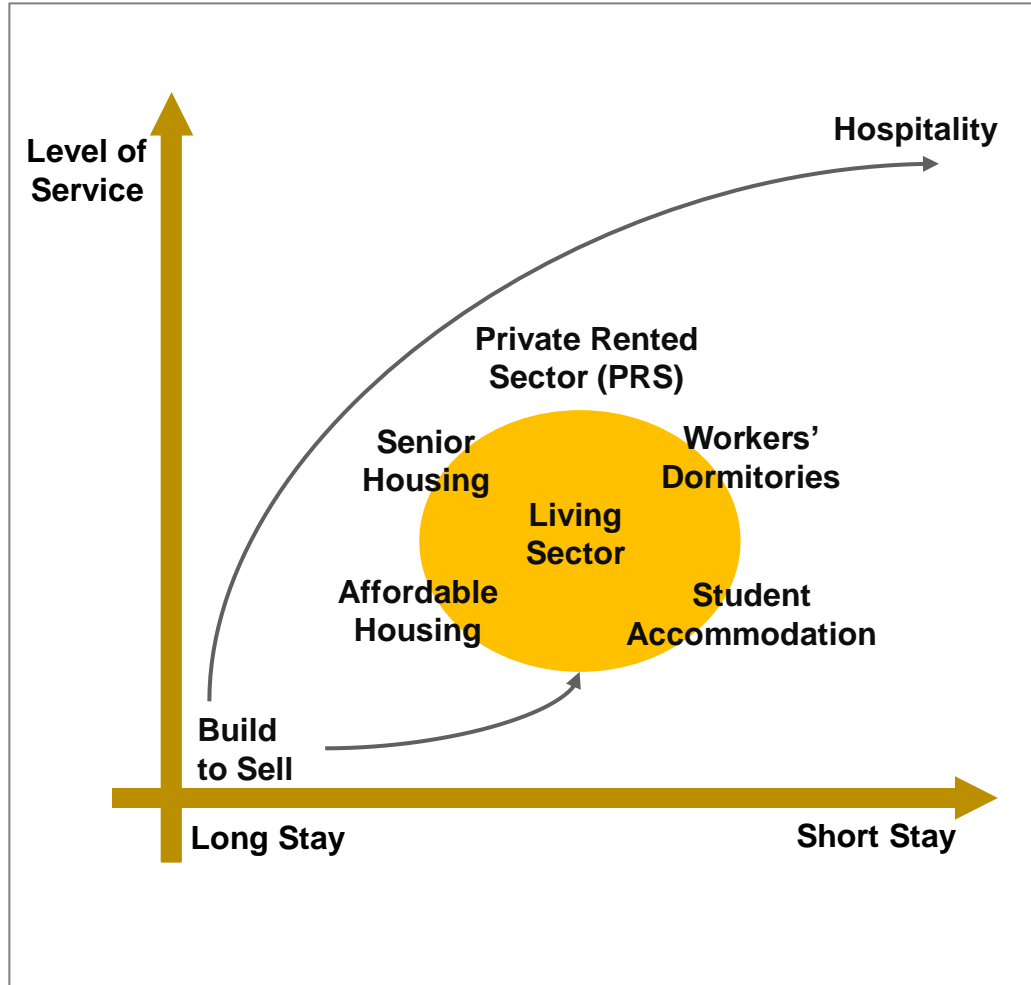 Hospitality
Level of
Service
Private Rented
Sector (PRS)
Senior
Housing
Workers’
Dormitories
Living
Sector
Affordable
Housing
Student
Accommodation
Build
to Sell
Long Stay
Short Stay